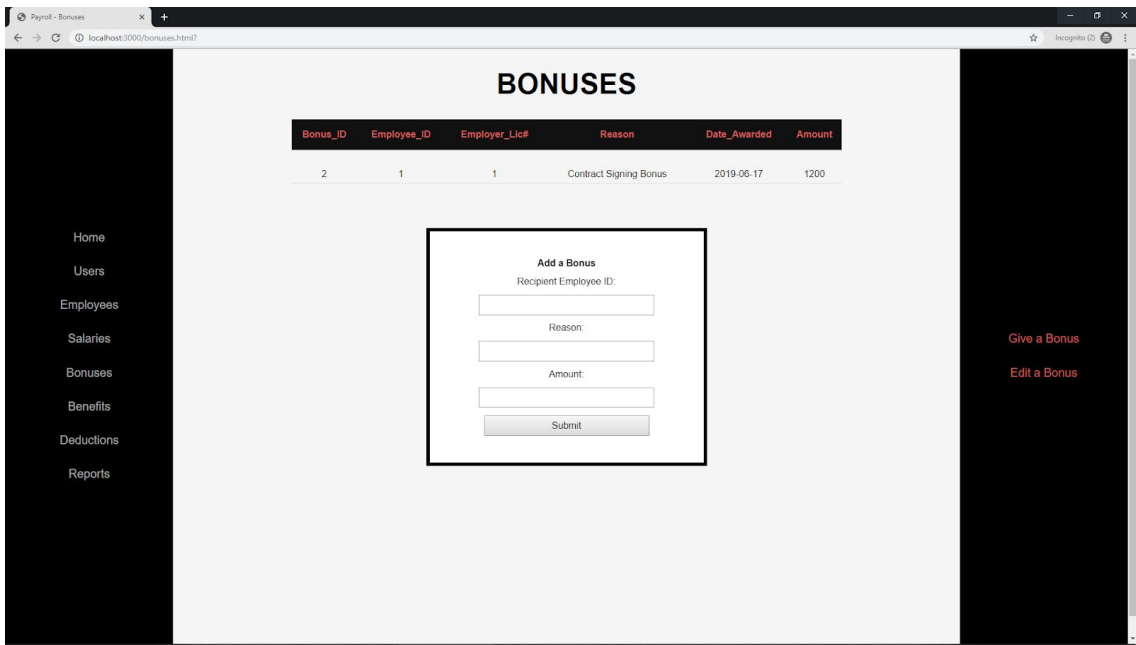 Payroll - Bonuses
localhost:3000/bonuses.html?
Incognito (2)
BONUSES
Bonus_ID Employee_ID Employer_Lic# Reason Date_Awarded Amount
2 1 1 Contract Signing Bonus 2019-06-17 1200
Home
Users
Employees
Salaries
Bonuses
Benefits
Deductions
Reports
Add a Bonus
Recipient Employee ID:
Reason:
Amount:
Submit
Give a Bonus
Edit a Bonus